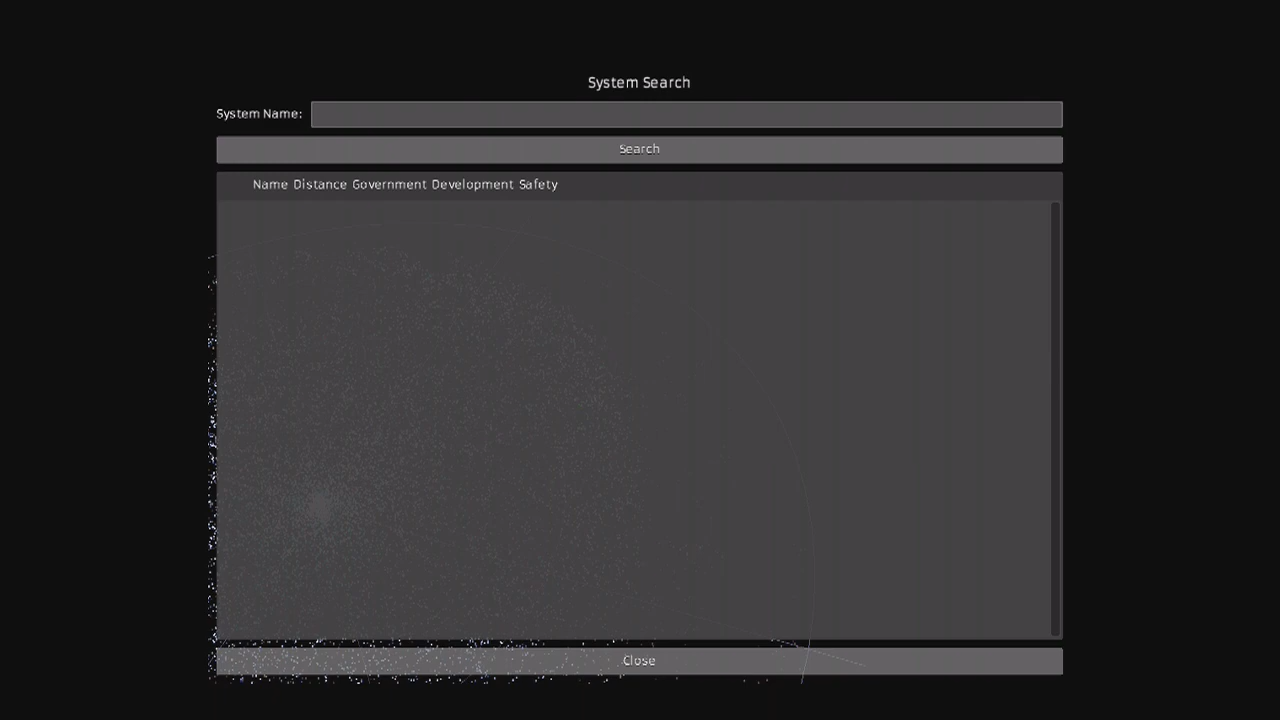 System Search
System Name:
Search
Name Distance Government Development Safety
Close